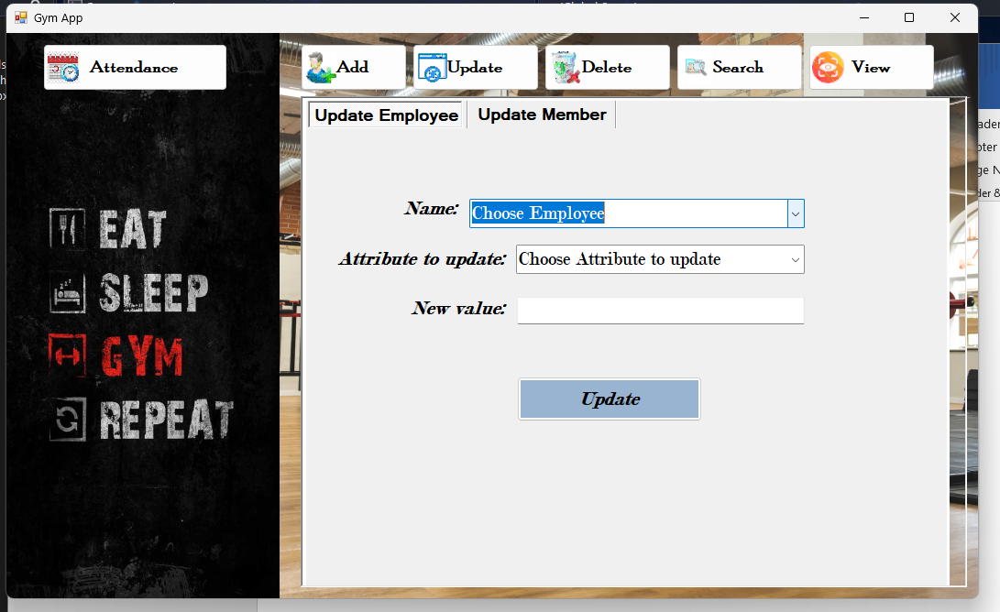 Gym App
Attendance
Add
Update
Delete
Search
View
Update Employee
Update Member
EAT
SLEEP
GYM
REPEAT
Name:
Choose Employee
Attribute to update:
Choose Attribute to update
New value:
Update